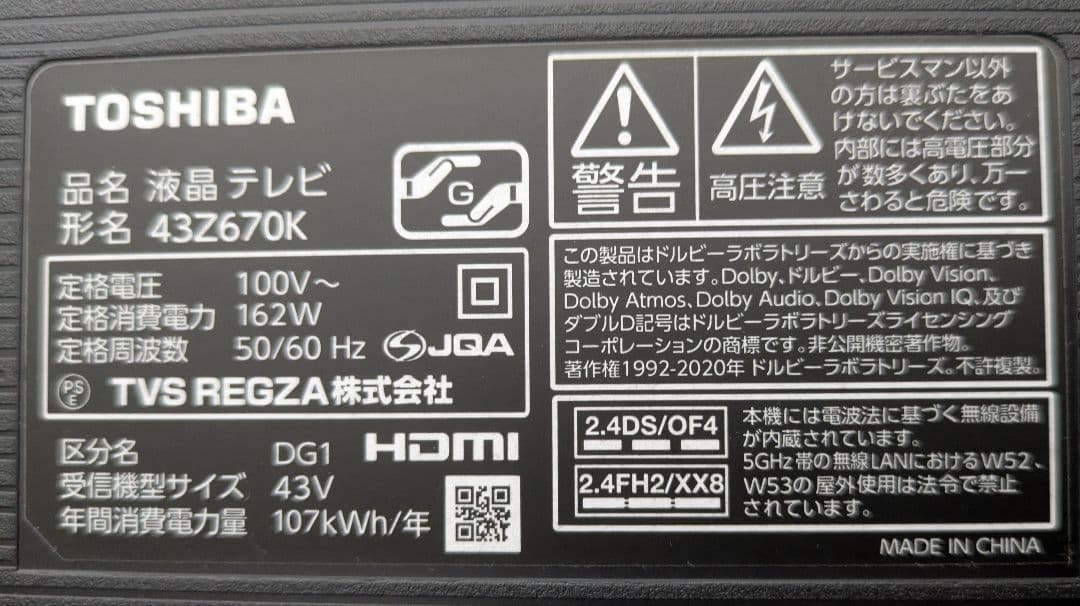 TOSHIBA
品名 液晶テレビ
形名 43Z670K
G
定格電圧 100V～
定格消費電力 162W
定格周波数 50/60 Hz JQA
PSE TVS REGZA株式会社
区分名 DG1 HDMI
受信機型サイズ 43V
年間消費電力量 107kWh/年
警告
高圧注意
サービスマン以外
の方は裏ぶたをあ
けないでください。
内部には高電圧部分
が数多くあり、万一
さわると危険です。
この製品はドルビーラボラトリーズからの実施権に基づき
製造されています。Dolby、ドルビー、Dolby Vision、
Dolby Atmos、Dolby Audio、Dolby Vision IQ、及び
ダブルD記号はドルビーラボラトリーズライセンシング
コーポレーションの商標です。非公開機密著作物。
著作権1992-2020年 ドルビーラボラトリーズ。不許複製。
2.4DS/OF4
2.4FH2/XX8
本機には電波法に基づく無線設備
が内蔵されています。
5GHz帯の無線LANにおけるW52、
W53の屋外使用は法令で禁止
されています。
MADE IN CHINA